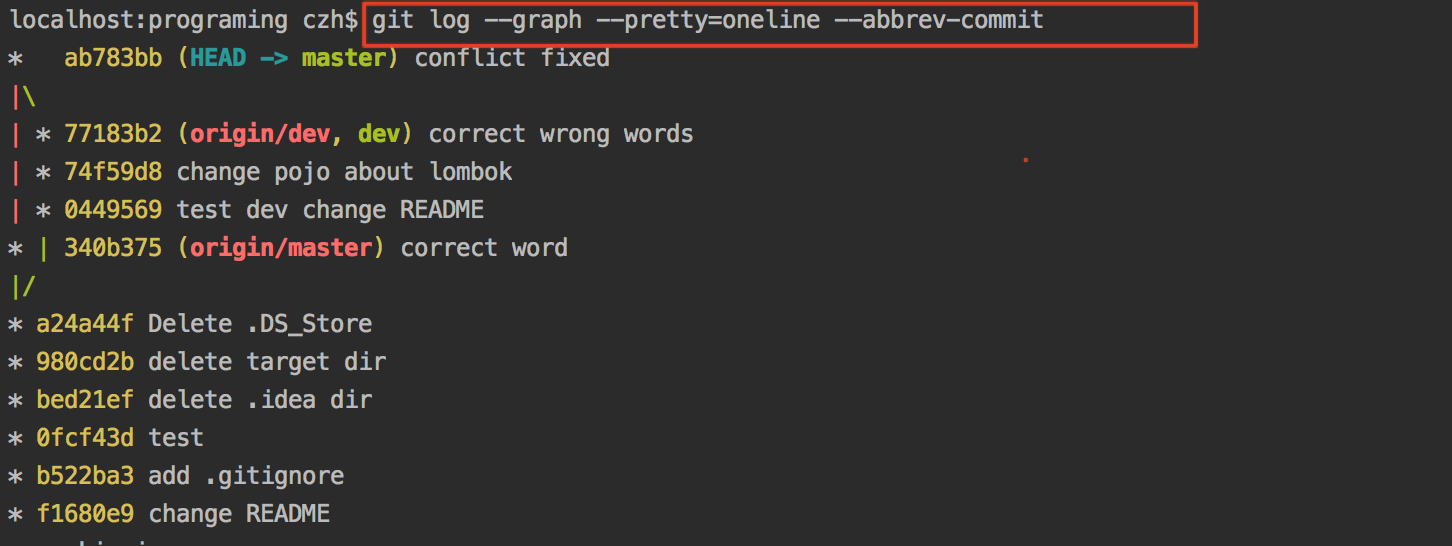 localhost:programing czh$ git log --graph --pretty=oneline --abbrev-commit
*   ab783bb (HEAD -> master) conflict fixed
|\
| * 77183b2 (origin/dev, dev) correct wrong words
| * 74f59d8 change pojo about lombok
| * 0449569 test dev change README
* | 340b375 (origin/master) correct word
|/
* a24a44f Delete .DS_Store
* 980cd2b delete target dir
* bed21ef delete .idea dir
* 0fcf43d test
* b522ba3 add .gitignore
* f1680e9 change README